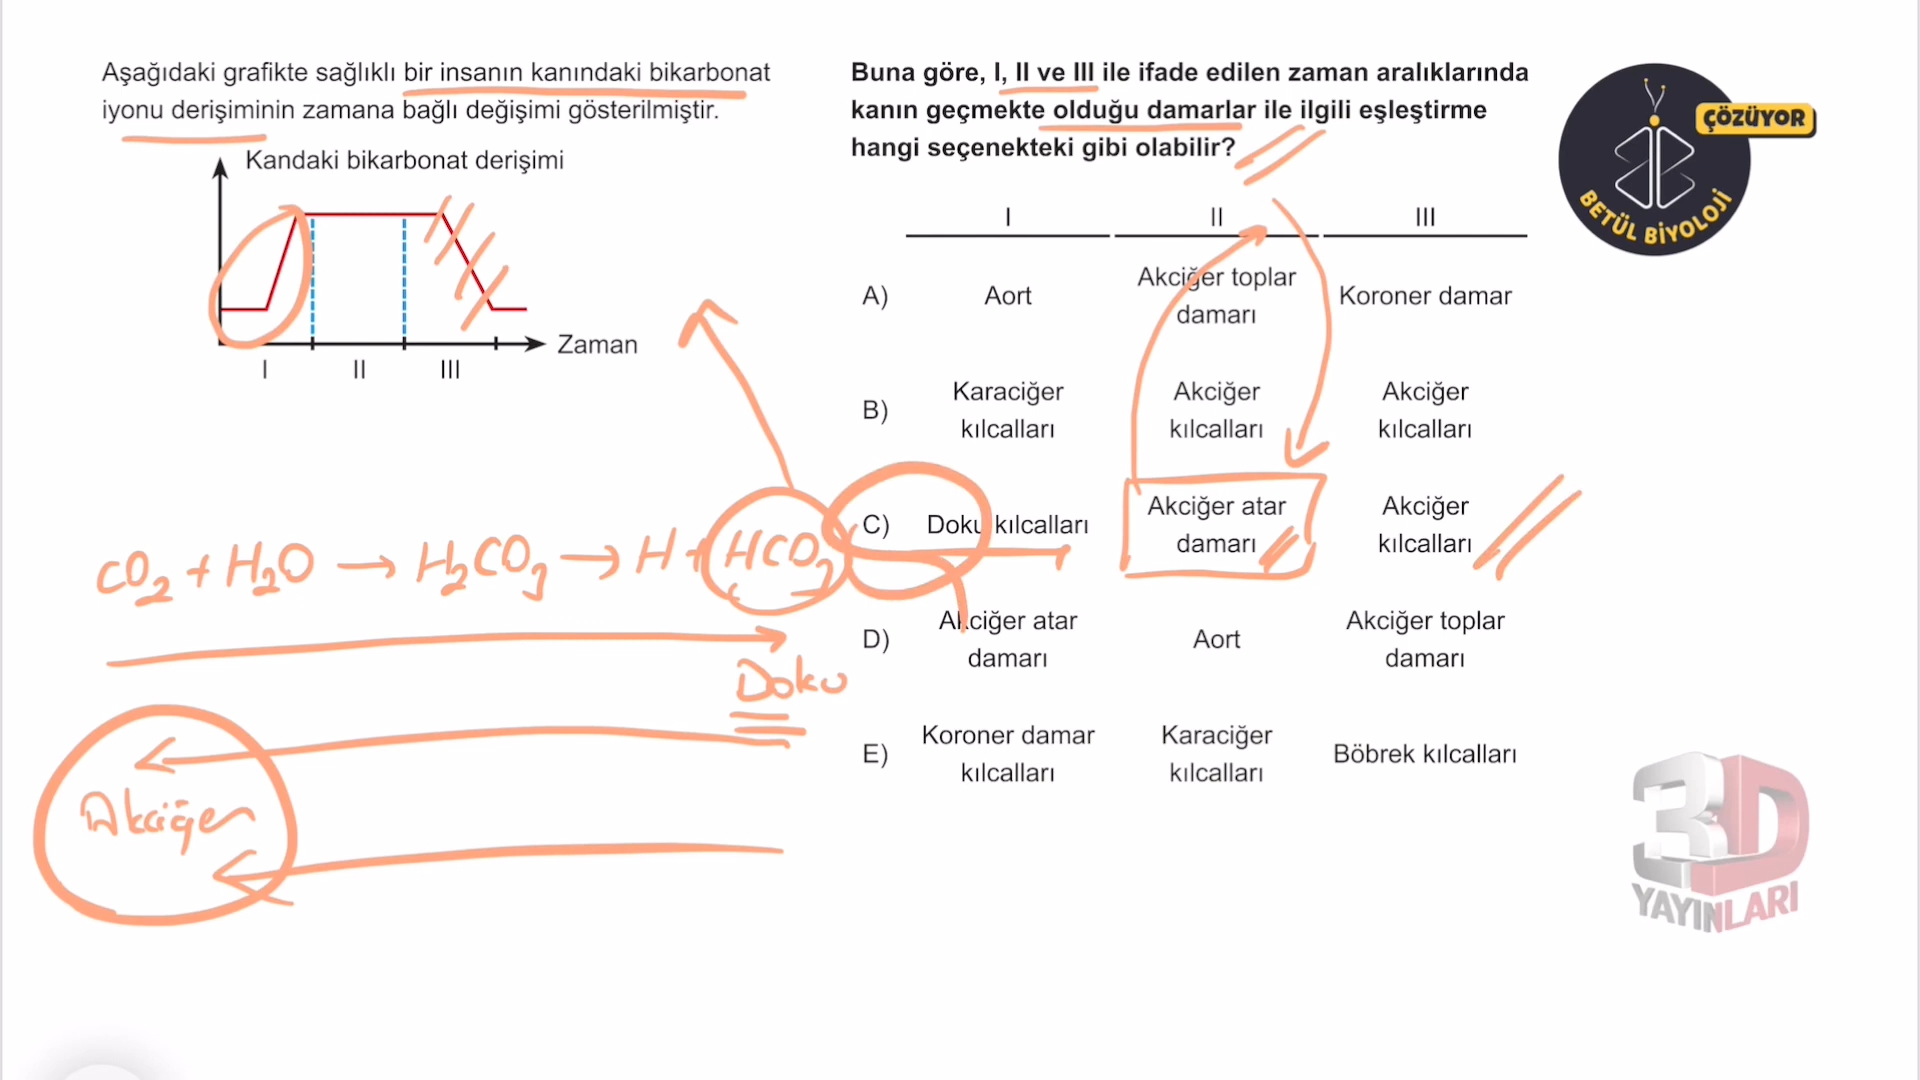 Aşağıdaki grafikte sağlıklı bir insanın kanındaki bikarbonat
iyonu derişiminin zamana bağlı değişimi gösterilmiştir.
Kandaki bikarbonat derişimi
Zaman
I II III
CO2 + H2O → H2CO3 → H + HCO3
Doku
Akciğer
Buna göre, I, II ve III ile ifade edilen zaman aralıklarında
kanın geçmekte olduğu damarlar ile ilgili eşleştirme
hangi seçenekteki gibi olabilir?
I II III
A) Aort Akciğer toplar damarı Koroner damar
B) Karaciğer kılcalları Akciğer kılcalları Akciğer kılcalları
C) Doku kılcalları Akciğer atar damarı Akciğer kılcalları
D) Akciğer atar damarı Aort Akciğer toplar damarı
E) Koroner damar kılcalları Karaciğer kılcalları Böbrek kılcalları
ÇÖZÜYOR
BETÜL BİYOLOJİ
3D
YAYINLARI